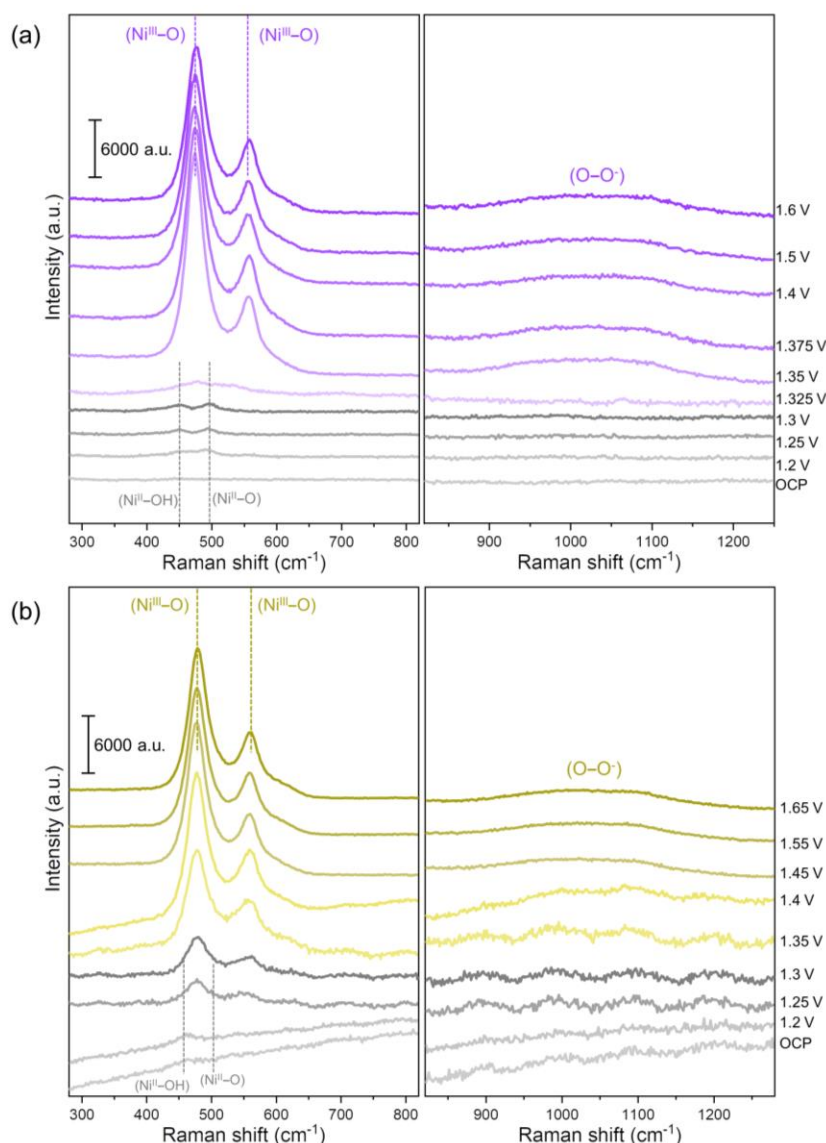 (a)
(Niᴵᴵᴵ–O) (Niᴵᴵᴵ–O)
6000 a.u.
(O–O⁻)
Intensity (a.u.)
1.6 V
1.5 V
1.4 V
1.375 V
1.35 V
1.325 V
1.3 V
1.25 V
1.2 V
OCP
(Niᴵᴵ–OH) (Niᴵᴵ–O)
300 400 500 600 700 800 900 1000 1100 1200
Raman shift (cm⁻¹) Raman shift (cm⁻¹)
(b)
(Niᴵᴵᴵ–O) (Niᴵᴵᴵ–O)
6000 a.u.
(O–O⁻)
Intensity (a.u.)
1.65 V
1.55 V
1.45 V
1.4 V
1.35 V
1.3 V
1.25 V
1.2 V
OCP
(Niᴵᴵ–OH) (Niᴵᴵ–O)
300 400 500 600 700 800 900 1000 1100 1200
Raman shift (cm⁻¹) Raman shift (cm⁻¹)